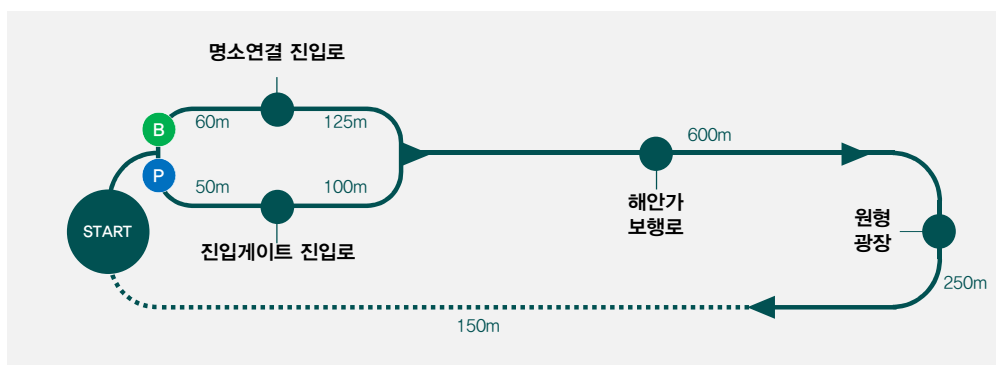 명소연결 진입로
B
60m
125m
600m
P
50m
100m
START
해안가
보행로
원형
광장
진입게이트 진입로
250m
150m